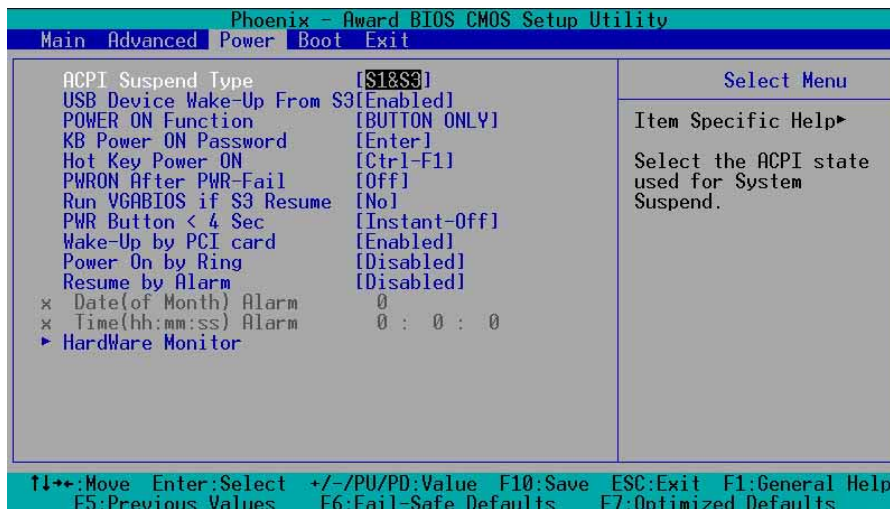 Phoenix - Award BIOS CMOS Setup Utility
Main Advanced Power Boot Exit
ACPI Suspend Type [S1&S3]
USB Device Wake-Up From S3[Enabled]
POWER ON Function [BUTTON ONLY]
KB Power ON Password [Enter]
Hot Key Power ON [Ctrl-F1]
PWRON After PWR-Fail [Off]
Run VGABIOS if S3 Resume [No]
PWR Button < 4 Sec [Instant-Off]
Wake-Up by PCI card [Enabled]
Power On by Ring [Disabled]
Resume by Alarm [Disabled]
x Date(of Month) Alarm 0
x Time(hh:mm:ss) Alarm 0 : 0 : 0
► HardWare Monitor
Select Menu
Item Specific Help►
Select the ACPI state
used for System
Suspend.
↑↓→←:Move Enter:Select +/-/PU/PD:Value F10:Save ESC:Exit F1:General Help
F5:Previous Values F6:Fail-Safe Defaults F7:Optimized Defaults